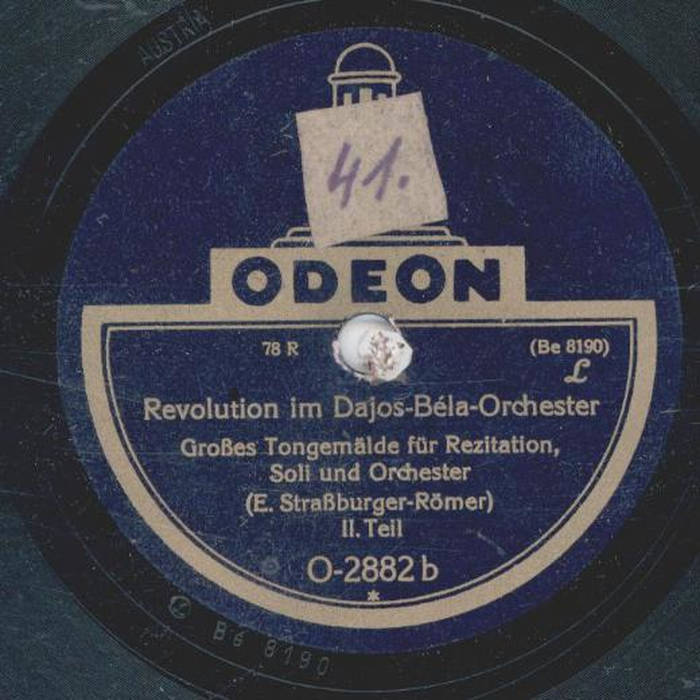 AUSTRIA
41.
ODEON
78 R (Be 8190)
L
Revolution im Dajos-Béla-Orchester
Großes Tongemälde für Rezitation,
Soli und Orchester
(E. Straßburger-Römer)
II. Teil
O-2882 b
*
Be 8190